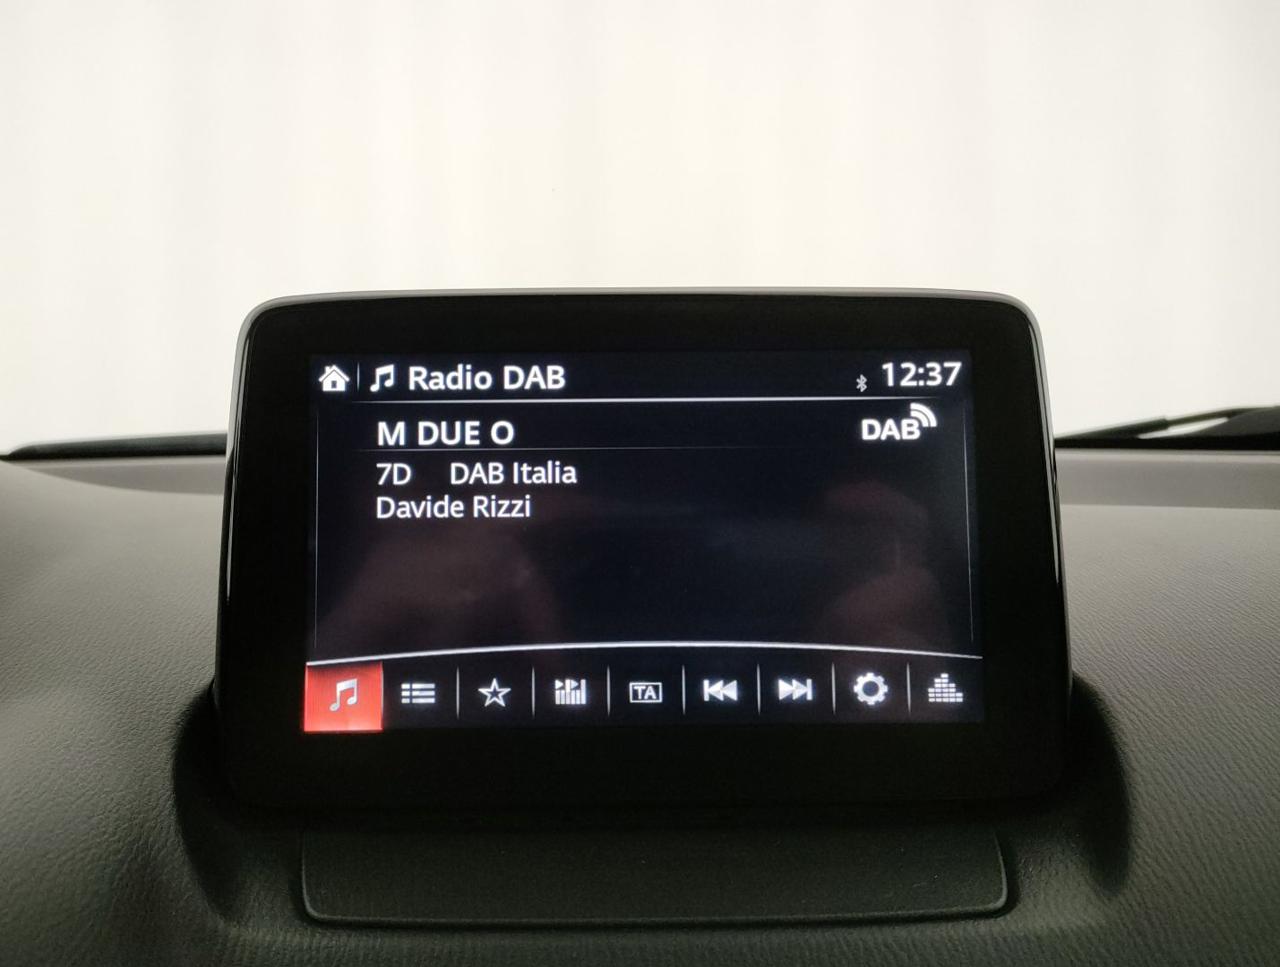 Radio DAB 12:37
M DUE O DAB
7D DAB Italia
Davide Rizzi
TA